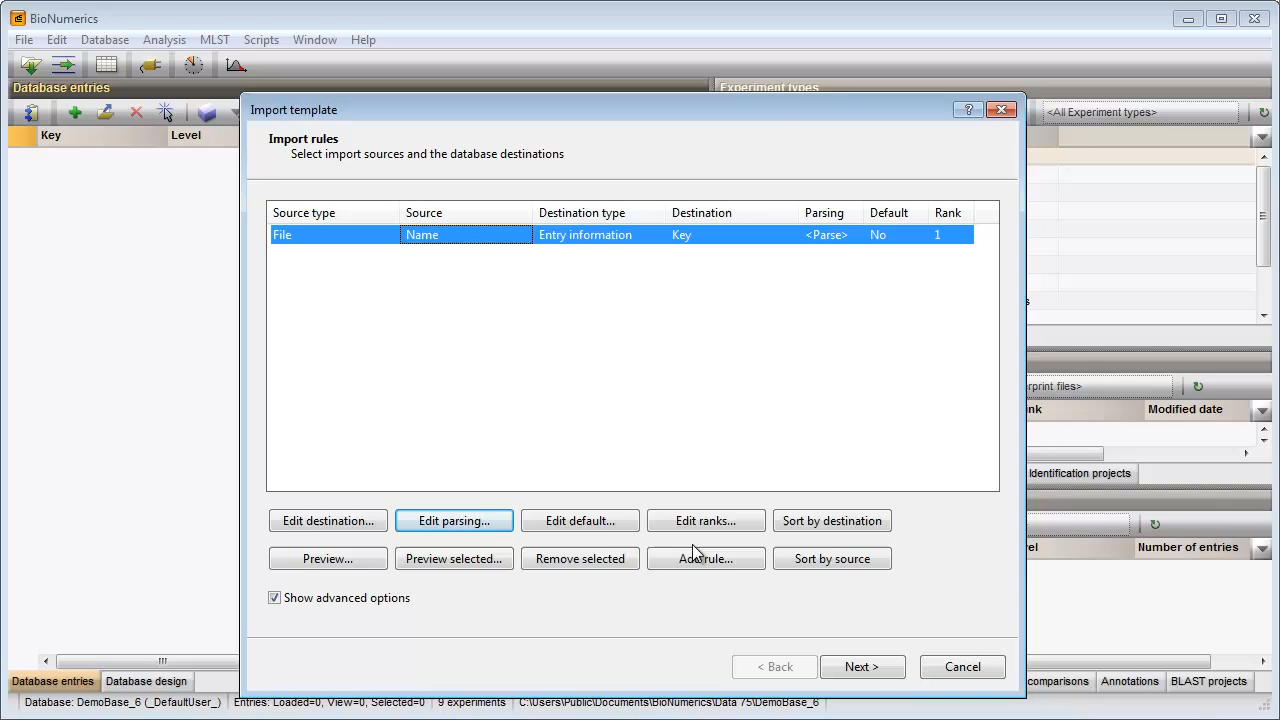 BioNumerics
File Edit Database Analysis MLST Scripts Window Help
Database entries
Experiment types
<All Experiment types>
Key Level
Import template
Import rules
Select import sources and the database destinations
Source type Source Destination type Destination Parsing Default Rank
File Name Entry information Key <Parse> No 1
Modified date
Identification projects
Number of entries
Edit destination... Edit parsing... Edit default... Edit ranks... Sort by destination
Preview... Preview selected... Remove selected Add rule... Sort by source
Show advanced options
< Back Next > Cancel
Database entries Database design
Annotations BLAST projects
Database: DemoBase_6 (_DefaultUser_) Entries: Loaded=0, View=0, Selected=0 9 experiments C:\Users\Public\Documents\BioNumerics\Data 75\DemoBase_6